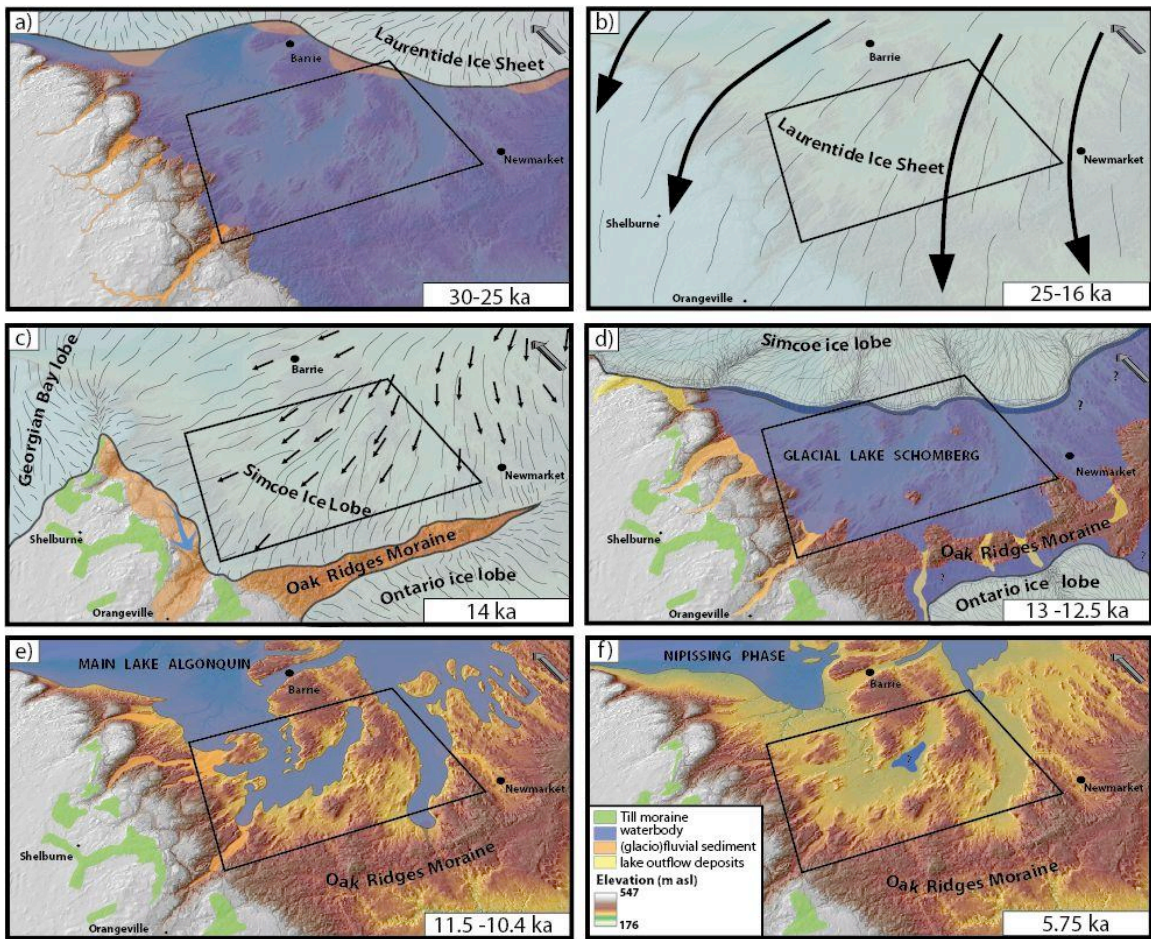 a)
Laurentide Ice Sheet
Barrie
Newmarket
30-25 ka
b)
Barrie
Laurentide Ice Sheet
Newmarket
Shelburne
Orangeville
25-16 ka
c)
Georgian Bay lobe
Barrie
Newmarket
Simcoe Ice Lobe
Shelburne
Oak Ridges Moraine
Ontario ice lobe
Orangeville
14 ka
d)
Simcoe ice lobe
?
?
GLACIAL LAKE SCHOMBERG
Newmarket
Shelburne
Oak Ridges Moraine
?
?
Ontario ice lobe
Orangeville
13 -12.5 ka
e)
MAIN LAKE ALGONQUIN
Barrie
Newmarket
Shelburne
Oak Ridges Moraine
Orangeville
11.5 -10.4 ka
f)
NIPISSING PHASE
Barrie
?
Newmarket
Till moraine
waterbody
(glacio)fluvial sediment
lake outflow deposits
Elevation (m asl)
547
176
Oak Ridges Moraine
5.75 ka